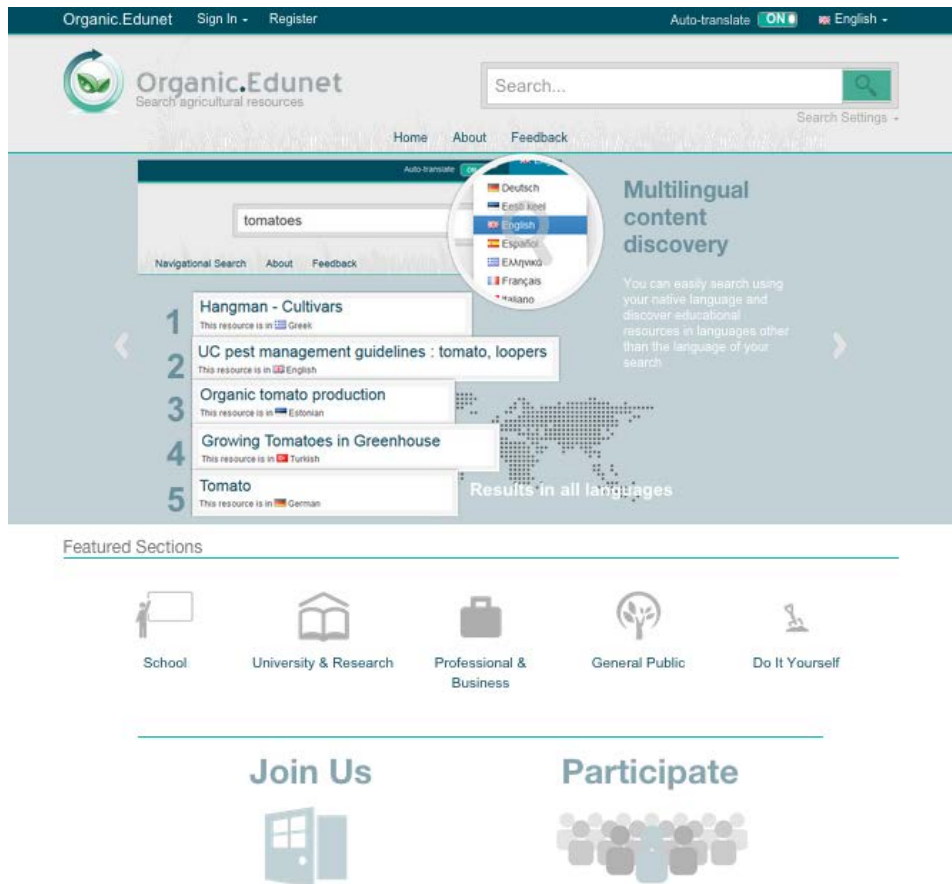 Organic.Edunet Sign In Register Auto-translate ON English
Organic.Edunet
Search agricultural resources
Search...
Search Settings
Home About Feedback
Auto-translate
tomatoes
Navigational Search About Feedback
Deutsch
Eesti keel
English
Español
Ελληνικά
Français
Italiano
Multilingual
content
discovery
You can easily search using
your native language and
discover educational
resources in languages other
than the language of your
search
1 Hangman - Cultivars
This resource is in Greek
2 UC pest management guidelines : tomato, loopers
This resource is in English
3 Organic tomato production
This resource is in Estonian
4 Growing Tomatoes in Greenhouse
This resource is in Turkish
5 Tomato
This resource is in German
Results in all languages
Featured Sections
School
University & Research
Professional &
Business
General Public
Do It Yourself
Join Us
Participate